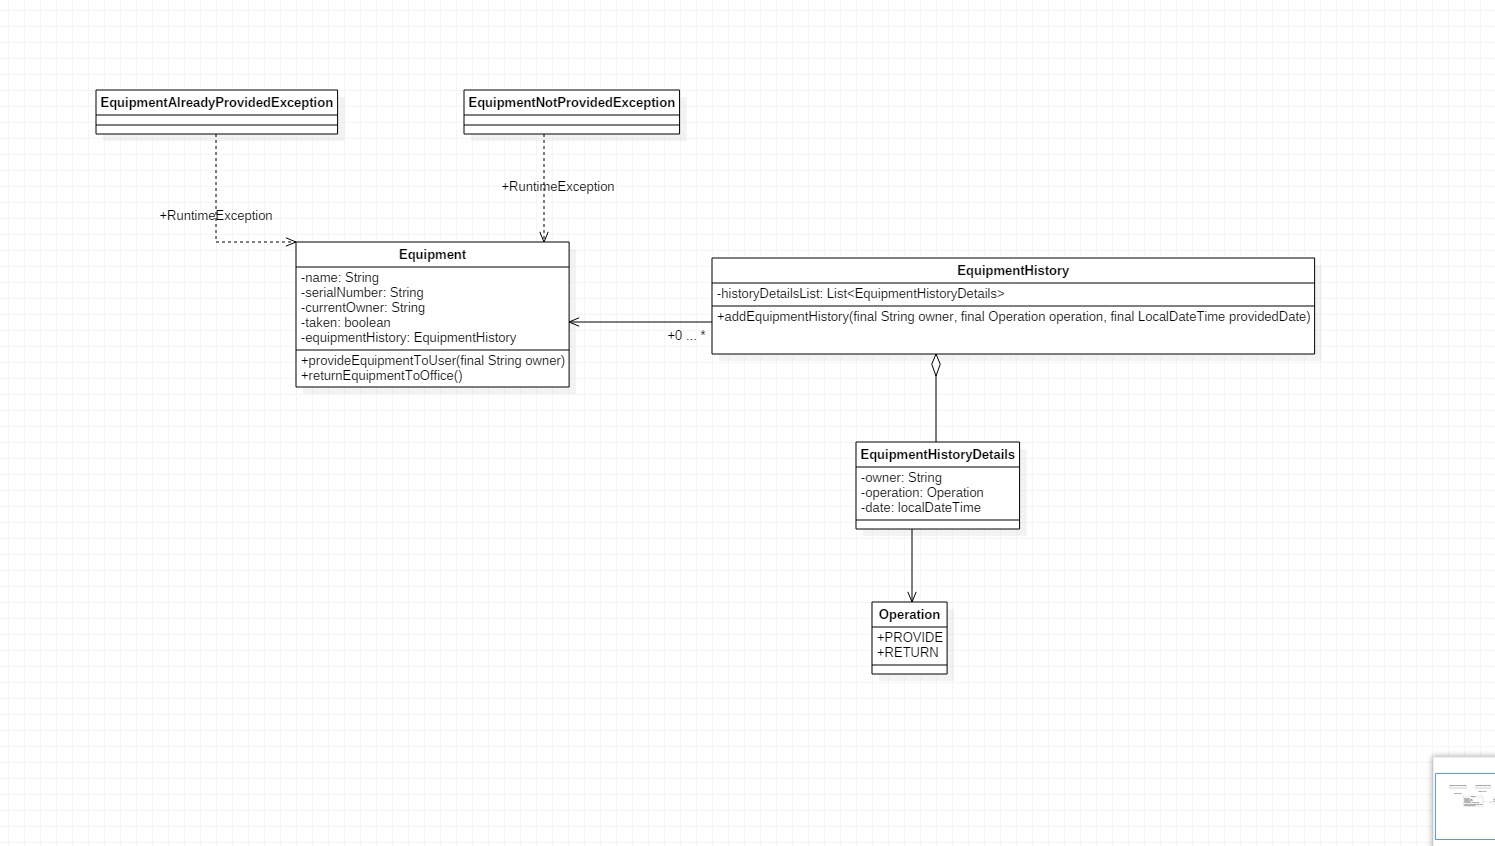 EquipmentAlreadyProvidedException
EquipmentNotProvidedException
+RuntimeException
+RuntimeException
Equipment
-name: String
-serialNumber: String
-currentOwner: String
-taken: boolean
-equipmentHistory: EquipmentHistory
+provideEquipmentToUser(final String owner)
+returnEquipmentToOffice()
EquipmentHistory
-historyDetailsList: List<EquipmentHistoryDetails>
+addEquipmentHistory(final String owner, final Operation operation, final LocalDateTime providedDate)
+0 ... *
EquipmentHistoryDetails
-owner: String
-operation: Operation
-date: localDateTime
Operation
+PROVIDE
+RETURN